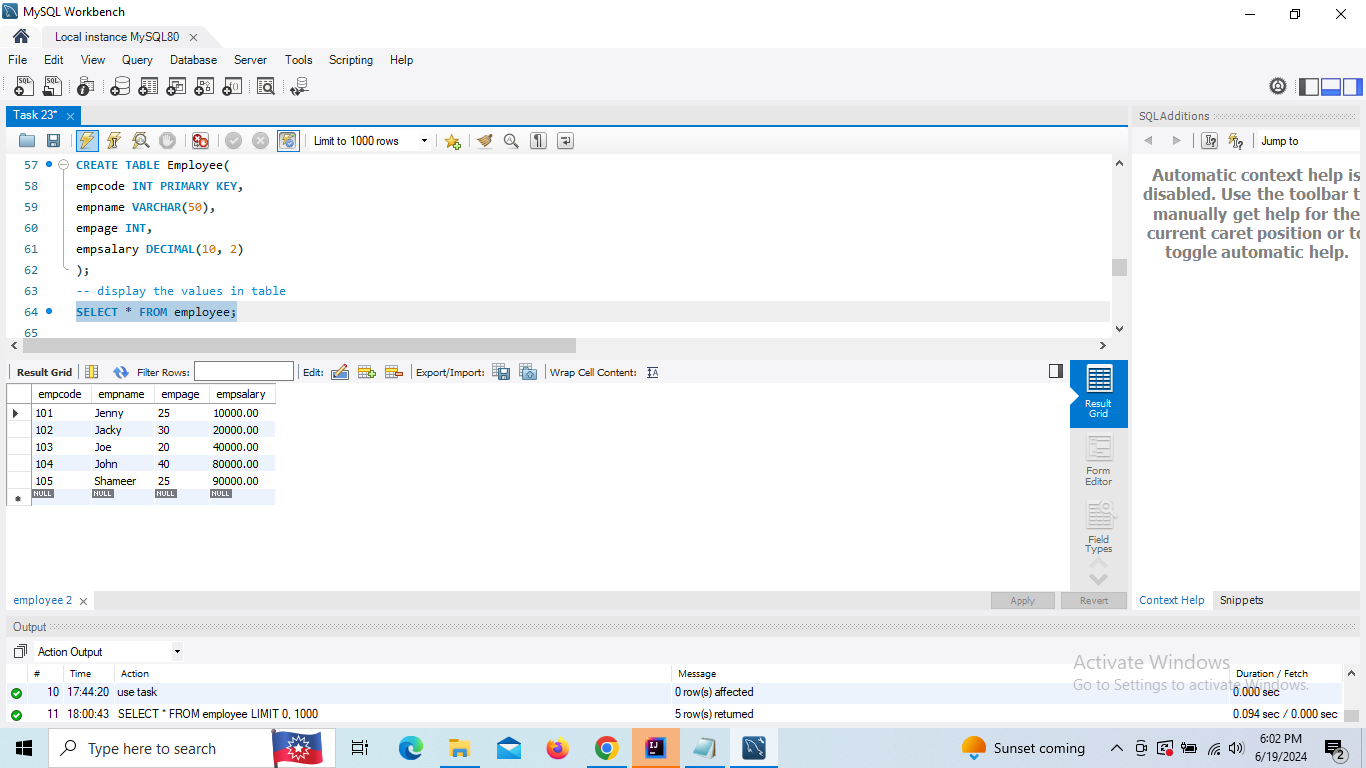 MySQL Workbench
Local instance MySQL80
File Edit View Query Database Server Tools Scripting Help
Task 23*
SQLAdditions
Limit to 1000 rows
Jump to
57 CREATE TABLE Employee(
58 empcode INT PRIMARY KEY,
59 empname VARCHAR(50),
60 empage INT,
61 empsalary DECIMAL(10, 2)
62 );
63 -- display the values in table
64 SELECT * FROM employee;
65
Automatic context help is
disabled. Use the toolbar t
manually get help for the
current caret position or to
toggle automatic help.
Result Grid Filter Rows: Edit: Export/Import: Wrap Cell Content:
empcode empname empage empsalary
101 Jenny 25 10000.00
102 Jacky 30 20000.00
103 Joe 20 40000.00
104 John 40 80000.00
105 Shameer 25 90000.00
NULL NULL NULL NULL
Result
Grid
Form
Editor
Field
Types
employee 2
Apply Revert
Context Help Snippets
Output
Action Output
# Time Action Message Duration / Fetch
10 17:44:20 use task 0 row(s) affected 0.000 sec
11 18:00:43 SELECT * FROM employee LIMIT 0, 1000 5 row(s) returned 0.094 sec / 0.000 sec
Activate Windows
Go to Settings to activate Windows.
Type here to search
Sunset coming
6:02 PM
6/19/2024
2